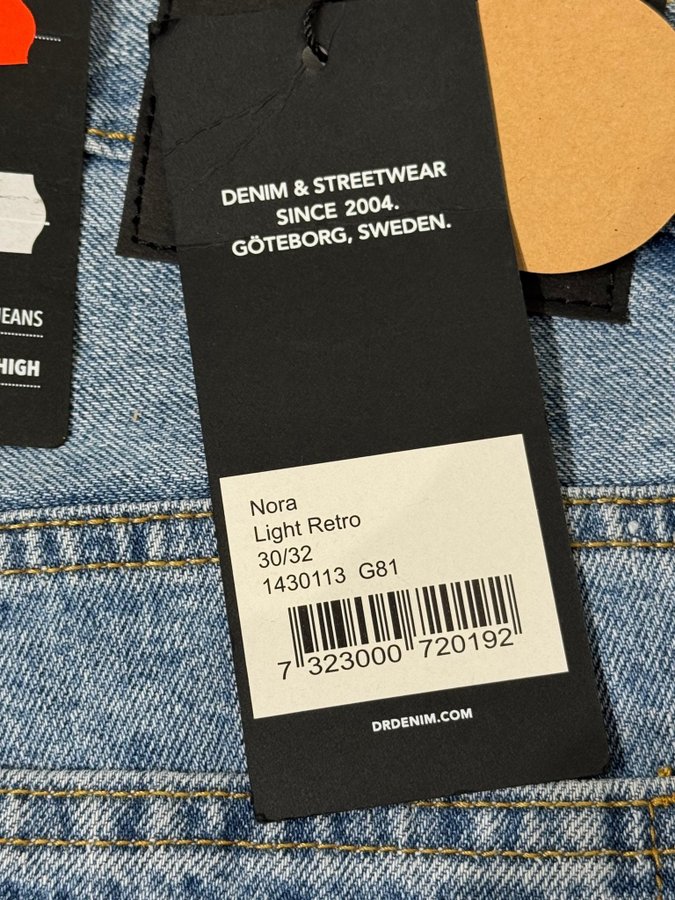 JEANS
HIGH
DENIM & STREETWEAR
SINCE 2004.
GÖTEBORG, SWEDEN.
Nora
Light Retro
30/32
1430113 G81
7 323000 720192
DRDENIM.COM